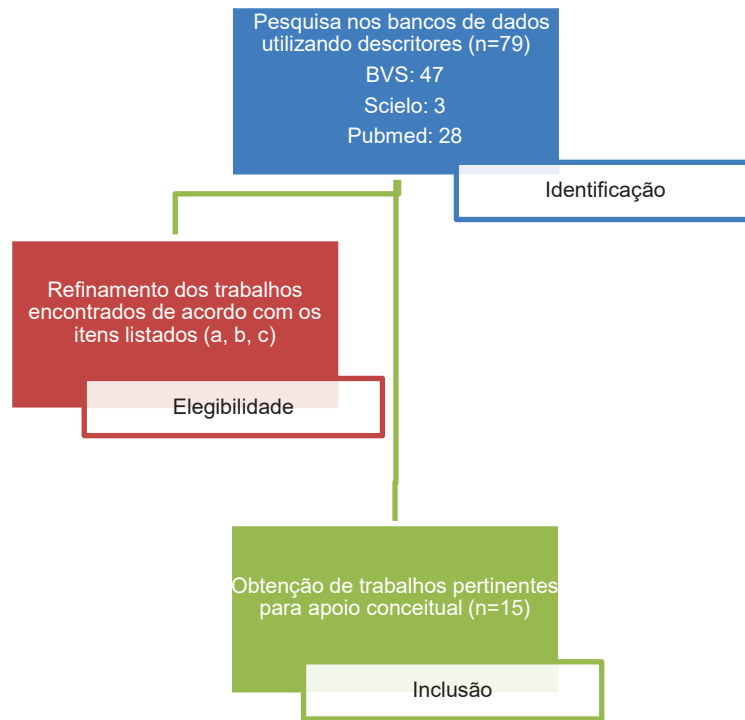 Pesquisa nos bancos de dados
utilizando descritores (n=79)
BVS: 47
Scielo: 3
Pubmed: 28
Identificação
Refinamento dos trabalhos
encontrados de acordo com os
itens listados (a, b, c)
Elegibilidade
Obtenção de trabalhos pertinentes
para apoio conceitual (n=15)
Inclusão